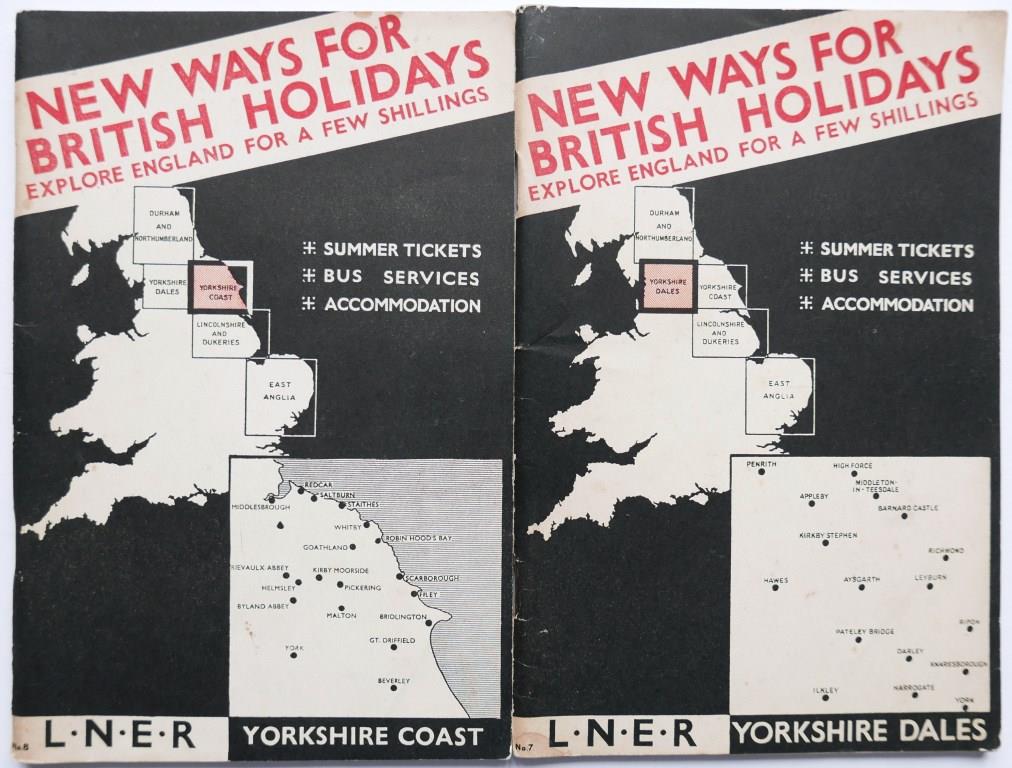 NEW WAYS FOR
BRITISH HOLIDAYS
EXPLORE ENGLAND FOR A FEW SHILLINGS
DURHAM
AND
NORTHUMBERLAND
YORKSHIRE
DALES
YORKSHIRE
COAST
LINCOLNSHIRE
AND
DUKERIES
EAST
ANGLIA
SUMMER TICKETS
BUS SERVICES
ACCOMMODATION
REDCAR
SALTBURN
STAITHES
MIDDLESBROUGH
WHITBY
ROBIN HOOD'S BAY
GOATHLAND
RIEVAULX ABBEY
KIRBY MOORSIDE
SCARBOROUGH
HELMSLEY
PICKERING
FILEY
BYLAND ABBEY
MALTON
BRIDLINGTON
GT. DRIFFIELD
YORK
BEVERLEY
L·N·E·R
YORKSHIRE COAST
NEW WAYS FOR
BRITISH HOLIDAYS
EXPLORE ENGLAND FOR A FEW SHILLINGS
DURHAM
AND
NORTHUMBERLAND
YORKSHIRE
DALES
YORKSHIRE
COAST
LINCOLNSHIRE
AND
DUKERIES
EAST
ANGLIA
SUMMER TICKETS
BUS SERVICES
ACCOMMODATION
PENRITH
HIGH FORCE
MIDDLETON-
IN-TEESDALE
APPLEBY
BARNARD CASTLE
KIRKBY STEPHEN
RICHMOND
HAWES
AYSGARTH
LEYBURN
RIPON
PATELEY BRIDGE
DARLEY
KNARESBOROUGH
ILKLEY
HARROGATE
YORK
No. 7
L·N·E·R
YORKSHIRE DALES